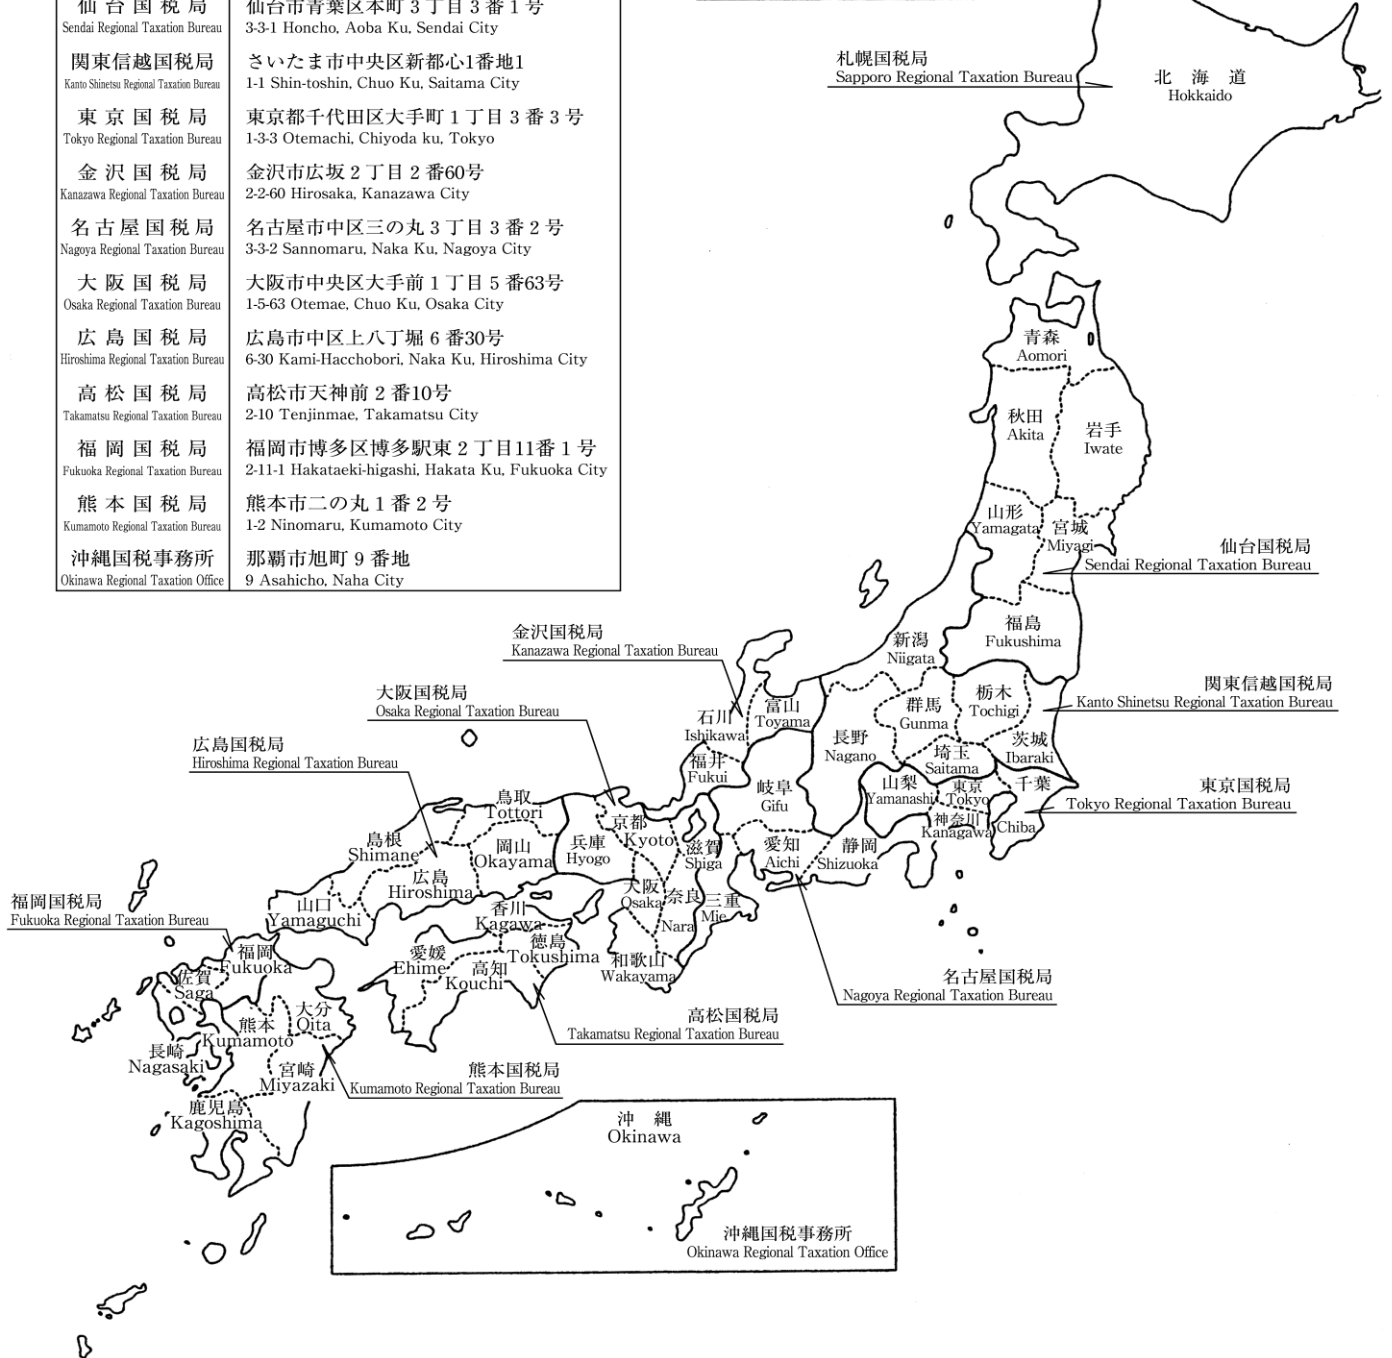 仙台国税局
Sendai Regional Taxation Bureau
仙台市青葉区本町3丁目3番1号
3-3-1 Honcho, Aoba Ku, Sendai City
関東信越国税局
Kanto Shinetsu Regional Taxation Bureau
さいたま市中央区新都心1番地1
1-1 Shin-toshin, Chuo Ku, Saitama City
東京国税局
Tokyo Regional Taxation Bureau
東京都千代田区大手町1丁目3番3号
1-3-3 Otemachi, Chiyoda ku, Tokyo
金沢国税局
Kanazawa Regional Taxation Bureau
金沢市広坂2丁目2番60号
2-2-60 Hirosaka, Kanazawa City
名古屋国税局
Nagoya Regional Taxation Bureau
名古屋市中区三の丸3丁目3番2号
3-3-2 Sannomaru, Naka Ku, Nagoya City
大阪国税局
Osaka Regional Taxation Bureau
大阪市中央区大手前1丁目5番63号
1-5-63 Otemae, Chuo Ku, Osaka City
広島国税局
Hiroshima Regional Taxation Bureau
広島市中区上八丁堀6番30号
6-30 Kami-Hacchobori, Naka Ku, Hiroshima City
高松国税局
Takamatsu Regional Taxation Bureau
高松市天神前2番10号
2-10 Tenjinmae, Takamatsu City
福岡国税局
Fukuoka Regional Taxation Bureau
福岡市博多区博多駅東2丁目11番1号
2-11-1 Hakataeki-higashi, Hakata Ku, Fukuoka City
熊本国税局
Kumamoto Regional Taxation Bureau
熊本市二の丸1番2号
1-2 Ninomaru, Kumamoto City
沖縄国税事務所
Okinawa Regional Taxation Office
那覇市旭町9番地
9 Asahicho, Naha City
札幌国税局
Sapporo Regional Taxation Bureau
北海道
Hokkaido
青森
Aomori
秋田
Akita
岩手
Iwate
山形
Yamagata
宮城
Miyagi
仙台国税局
Sendai Regional Taxation Bureau
福島
Fukushima
新潟
Niigata
金沢国税局
Kanazawa Regional Taxation Bureau
関東信越国税局
Kanto Shinetsu Regional Taxation Bureau
大阪国税局
Osaka Regional Taxation Bureau
栃木
Tochigi
群馬
Gunma
富山
Toyama
石川
Ishikawa
長野
Nagano
茨城
Ibaraki
埼玉
Saitama
広島国税局
Hiroshima Regional Taxation Bureau
福井
Fukui
岐阜
Gifu
山梨
Yamanashi
東京
Tokyo
千葉
Chiba
東京国税局
Tokyo Regional Taxation Bureau
神奈川
Kanagawa
鳥取
Tottori
島根
Shimane
岡山
Okayama
兵庫
Hyogo
京都
Kyoto
滋賀
Shiga
愛知
Aichi
静岡
Shizuoka
広島
Hiroshima
山口
Yamaguchi
大阪
Osaka
奈良
Nara
三重
Mie
福岡国税局
Fukuoka Regional Taxation Bureau
香川
Kagawa
徳島
Tokushima
愛媛
Ehime
高知
Kouchi
和歌山
Wakayama
福岡
Fukuoka
佐賀
Saga
名古屋国税局
Nagoya Regional Taxation Bureau
大分
Oita
熊本
Kumamoto
高松国税局
Takamatsu Regional Taxation Bureau
長崎
Nagasaki
宮崎
Miyazaki
熊本国税局
Kumamoto Regional Taxation Bureau
鹿児島
Kagoshima
沖縄
Okinawa
沖縄国税事務所
Okinawa Regional Taxation Office